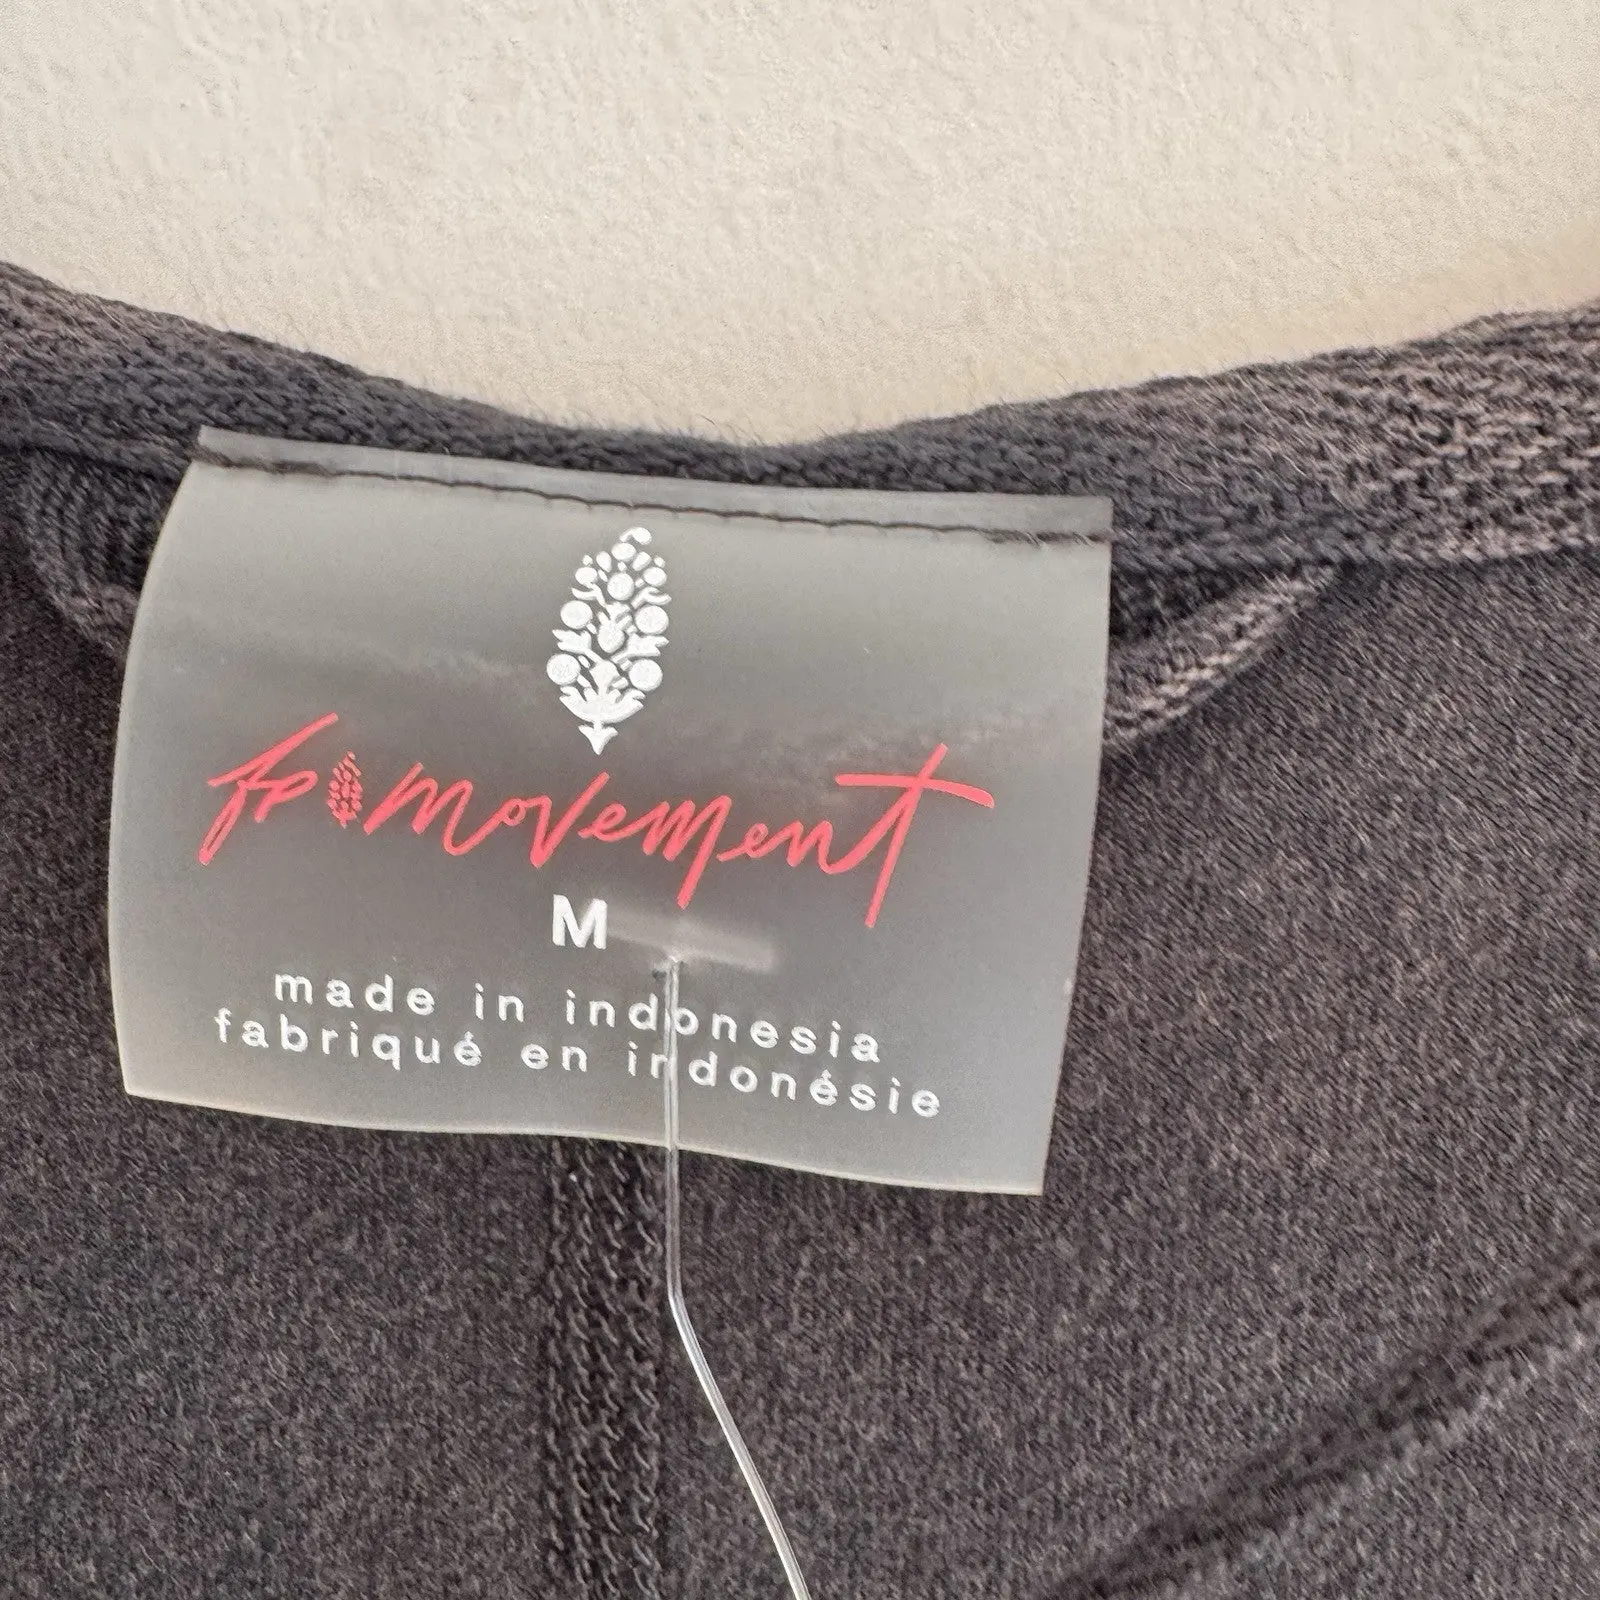 fp movement
M
made in indonesia
fabriqué en indonésie